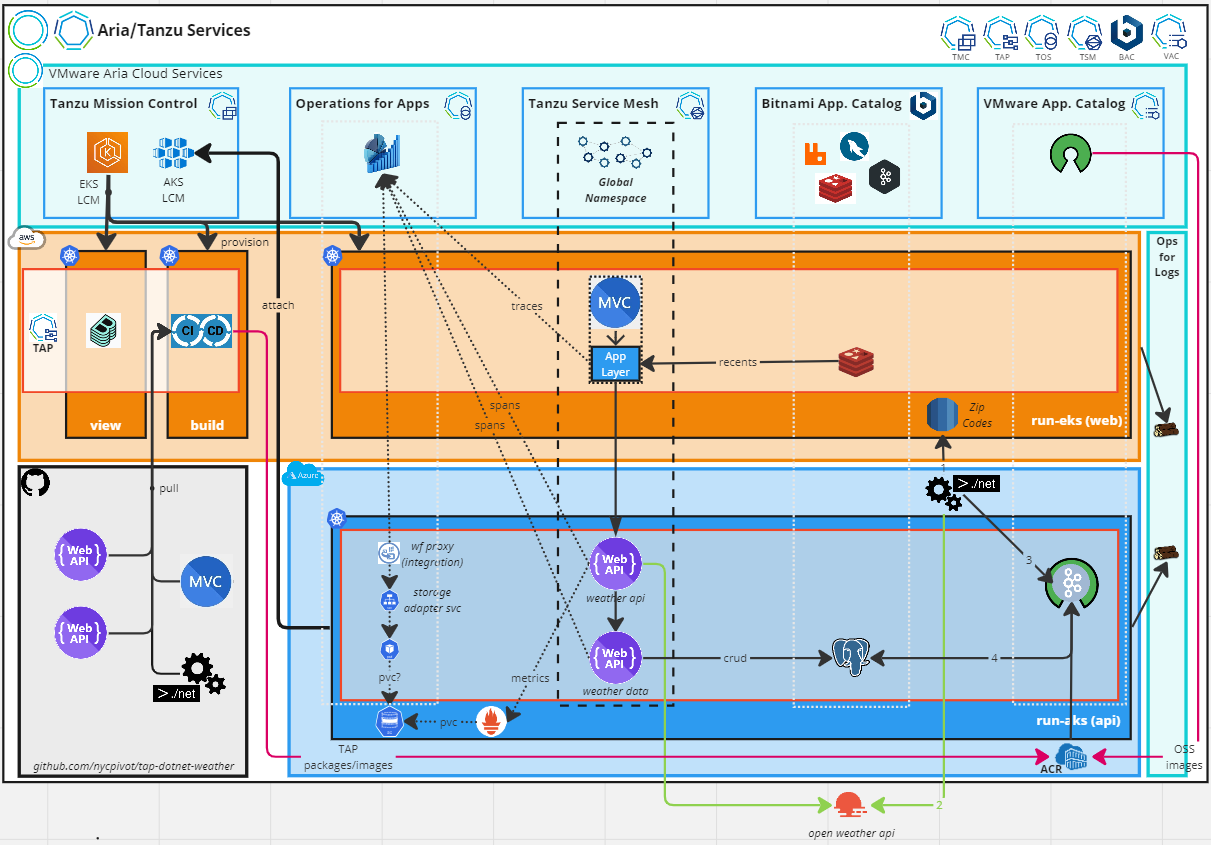 Aria/Tanzu Services
TMC
TAP
TOS
TSM
BAC
VAC
VMware Aria Cloud Services
Tanzu Mission Control
Operations for Apps
Tanzu Service Mesh
Bitnami App. Catalog
VMware App. Catalog
EKS
LCM
AKS
LCM
Global
Namespace
aws
provision
Ops
for
Logs
attach
traces
MVC
App
Layer
recents
TAP
CI CD
spans
spans
Zip
Codes
view
build
run-eks (web)
pull
Azure
1
>./net
{Web
API}
MVC
{Web
API}
>./net
wf proxy
(integration)
storage
adapter svc
pvc?
{Web
API}
weather api
3
{Web
API}
weather data
crud
4
metrics
pvc
run-aks (api)
TAP
packages/images
ACR
OSS
images
github.com/nycpivot/tap-dotnet-weather
2
open weather api